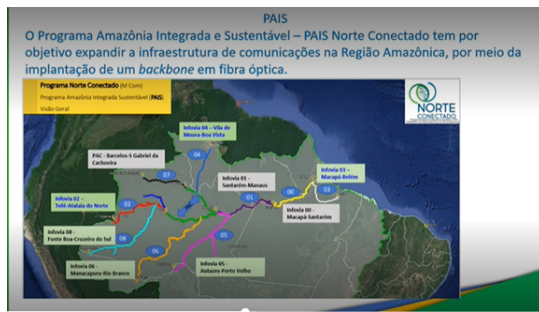 PAIS
O Programa Amazônia Integrada e Sustentável – PAIS Norte Conectado tem por
objetivo expandir a infraestrutura de comunicações na Região Amazônica, por meio da
implantação de um backbone em fibra óptica.
Programa Norte Conectado (M Com)
Programa Amazônia Integrada Sustentável (PAIS)
Visão Geral
NORTE
CONECTADO
Infovia 04 – Vila de
Moura-Boa Vista
PAC - Barcelos-S Gabriel da
Cachoeira
Infovia 01 -
Santarém-Manaus
Infovia 03 -
Macapá-Belém
04
07
Infovia 02 –
Tefé-Atalaia do Norte
02
01
00
03
Infovia 00 -
Macapá-Santarém
Infovia 08 -
Fonte Boa-Cruzeiro do Sul
08
06
05
Infovia 06 -
Manacapuru-Rio Branco
Infovia 05 -
Autazes-Porto Velho